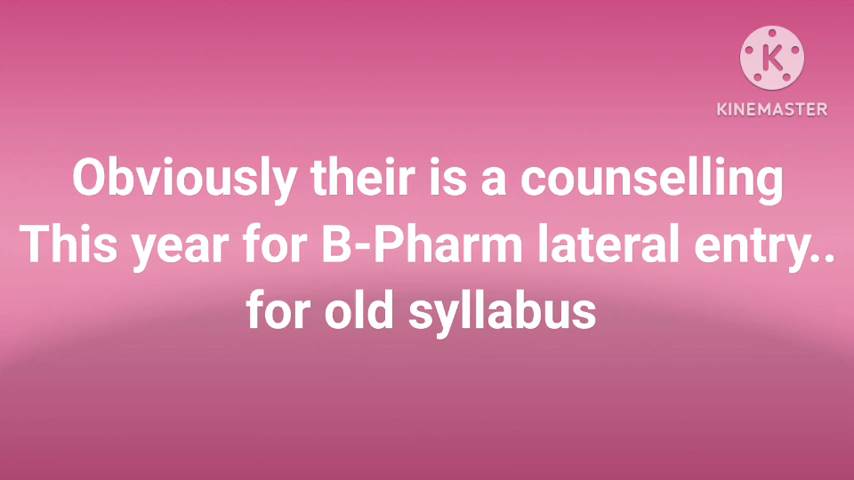 K
KINEMASTER
Obviously their is a counselling
This year for B-Pharm lateral entry..
for old syllabus